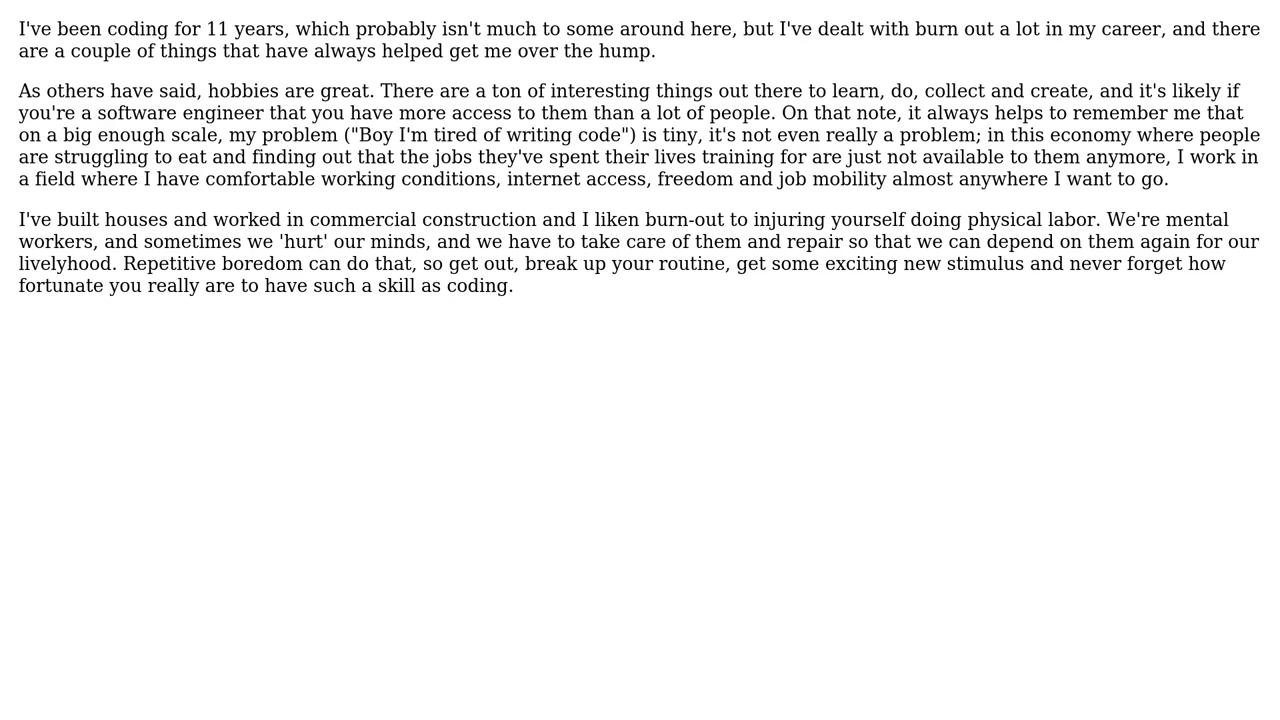 I've been coding for 11 years, which probably isn't much to some around here, but I've dealt with burn out a lot in my career, and there
are a couple of things that have always helped get me over the hump.
As others have said, hobbies are great. There are a ton of interesting things out there to learn, do, collect and create, and it's likely if
you're a software engineer that you have more access to them than a lot of people. On that note, it always helps to remember me that
on a big enough scale, my problem ("Boy I'm tired of writing code") is tiny, it's not even really a problem; in this economy where people
are struggling to eat and finding out that the jobs they've spent their lives training for are just not available to them anymore, I work in
a field where I have comfortable working conditions, internet access, freedom and job mobility almost anywhere I want to go.
I've built houses and worked in commercial construction and I liken burn-out to injuring yourself doing physical labor. We're mental
workers, and sometimes we 'hurt' our minds, and we have to take care of them and repair so that we can depend on them again for our
livelyhood. Repetitive boredom can do that, so get out, break up your routine, get some exciting new stimulus and never forget how
fortunate you really are to have such a skill as coding.